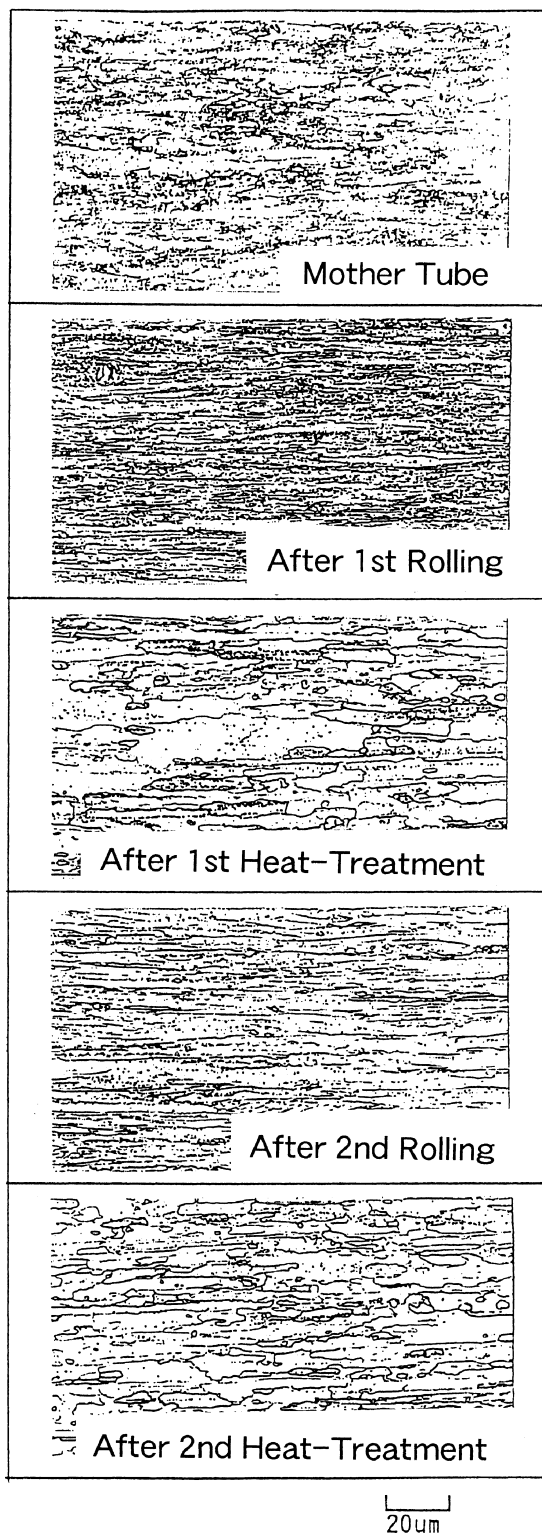 Mother Tube
After 1st Rolling
After 1st Heat-Treatment
After 2nd Rolling
After 2nd Heat-Treatment
20um